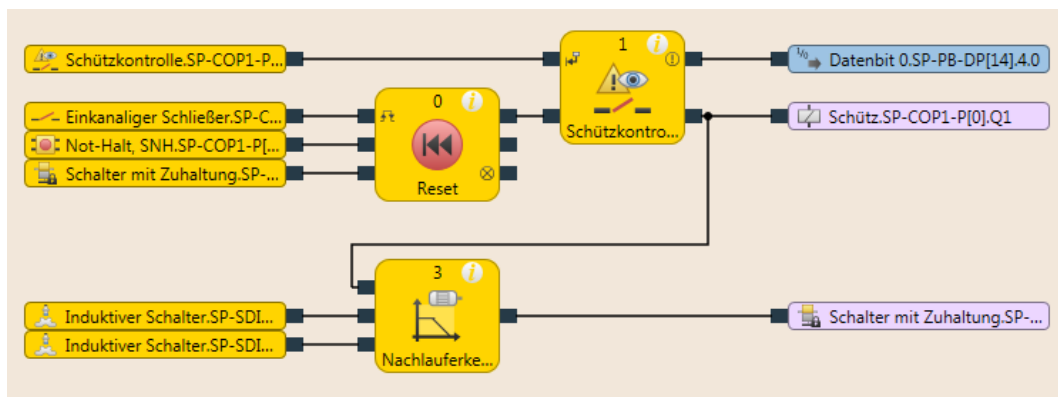 Schützkontrolle.SP-COP1-P...
1
Datenbit 0.SP-PB-DP[14].4.0
Einkanaliger Schließer.SP-C...
0
Schützkontro...
Schütz.SP-COP1-P[0].Q1
Not-Halt, SNH.SP-COP1-P[...
Schalter mit Zuhaltung.SP-...
Reset
3
Induktiver Schalter.SP-SDI...
Schalter mit Zuhaltung.SP-...
Induktiver Schalter.SP-SDI...
Nachlauferke...